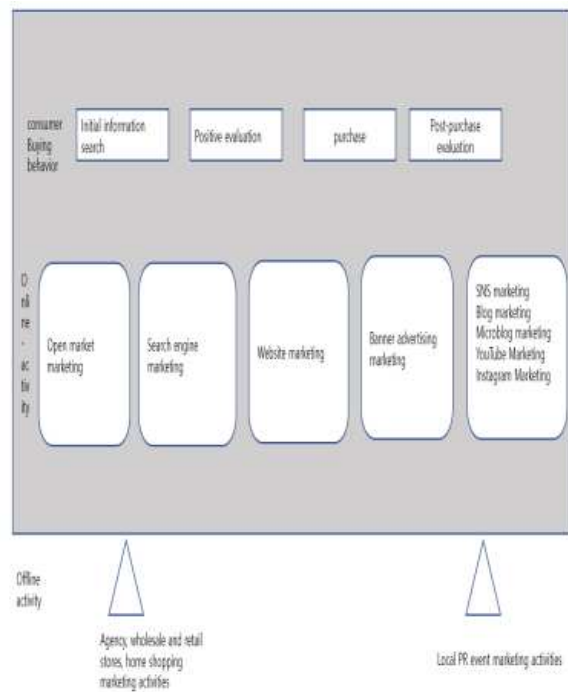 consumer
Buying
behavior
Initial information
search
Positive evaluation
purchase
Post-purchase
evaluation
O
nli
ne
-
ac
tiv
ity
Open market
marketing
Search engine
marketing
Website marketing
Banner advertising
marketing
SNS marketing
Blog marketing
Microblog marketing
YouTube Marketing
Instagram Marketing
Offline
activity
Agency, wholesale and retail
stores, home shopping
marketing activities
Local PR event marketing activities